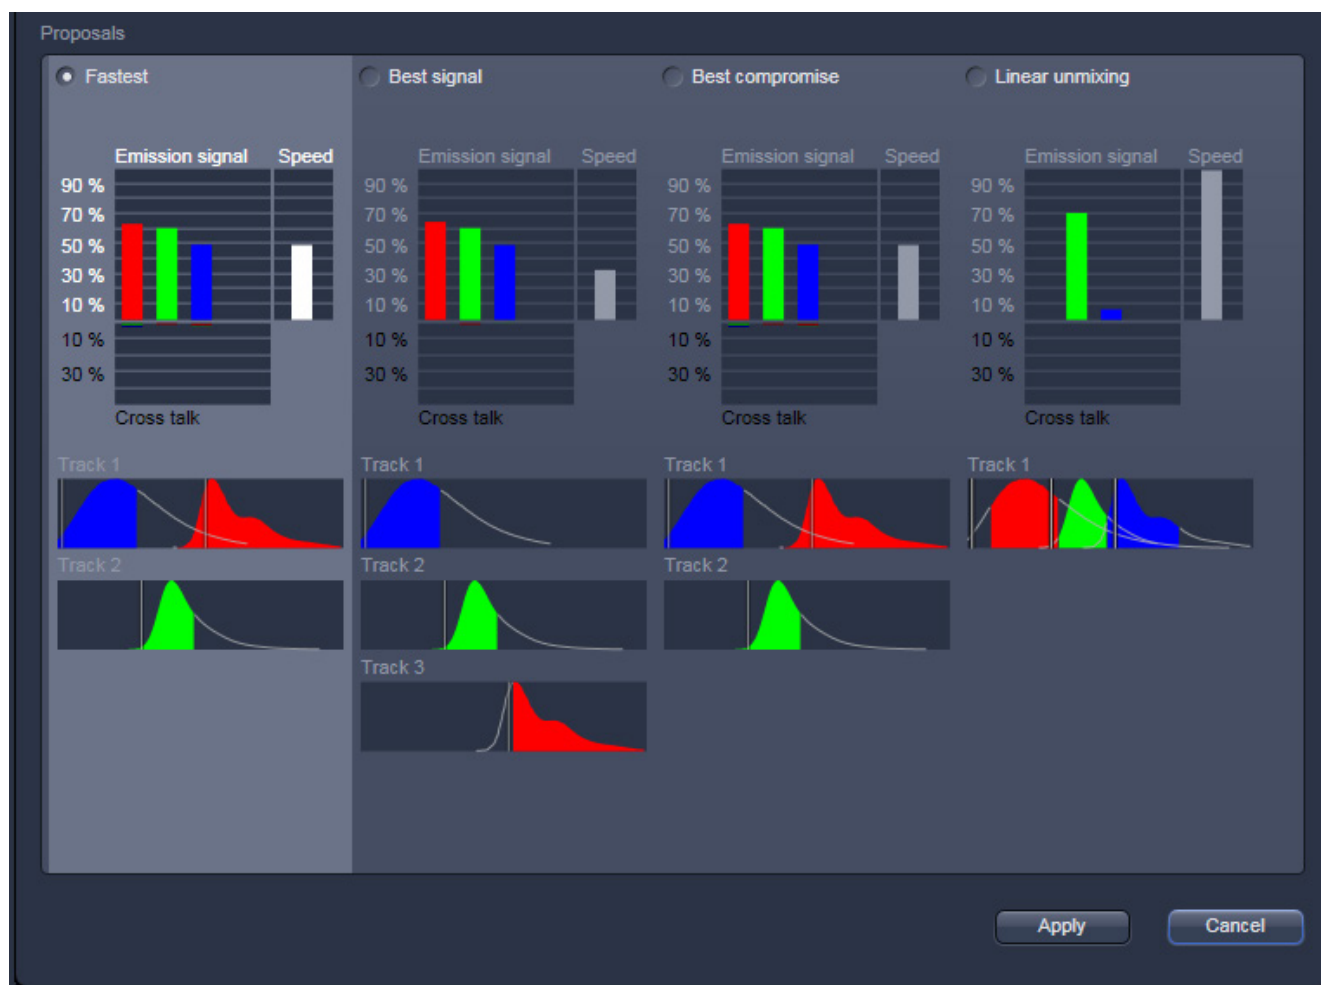 Proposals
Fastest
Best signal
Best compromise
Linear unmixing
Emission signal Speed
90 %
70 %
50 %
30 %
10 %
10 %
30 %
Cross talk
Emission signal Speed
90 %
70 %
50 %
30 %
10 %
10 %
30 %
Cross talk
Emission signal Speed
90 %
70 %
50 %
30 %
10 %
10 %
30 %
Cross talk
Emission signal Speed
90 %
70 %
50 %
30 %
10 %
10 %
30 %
Cross talk
Track 1
Track 2
Track 1
Track 2
Track 3
Track 1
Track 2
Track 1
Apply
Cancel